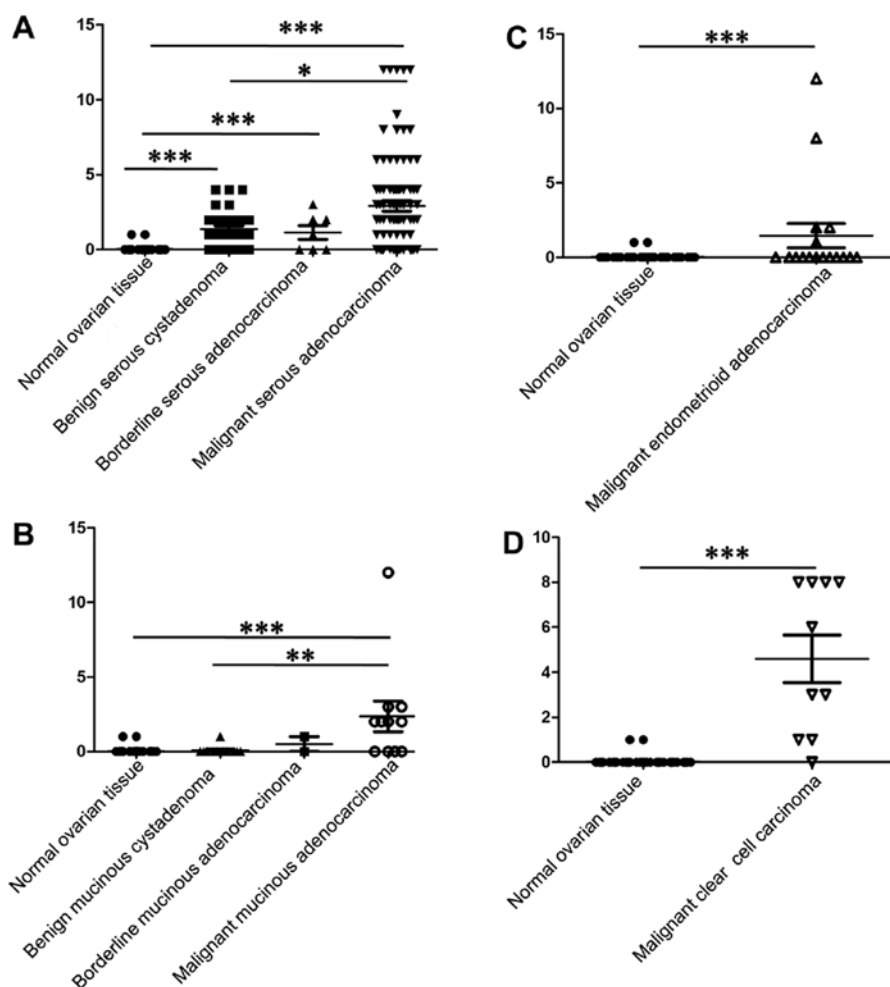 A
15
10
5
0
***
*
***
***
Normal ovarian tissue
Benign serous cystadenoma
Borderline serous adenocarcinoma
Malignant serous adenocarcinoma
C
15
10
5
0
***
Normal ovarian tissue
Malignant endometrioid adenocarcinoma
B
15
10
5
0
***
**
Normal ovarian tissue
Benign mucinous cystadenoma
Borderline mucinous adenocarcinoma
Malignant mucinous adenocarcinoma
D
10
8
6
4
2
0
***
Normal ovarian tissue
Malignant clear cell carcinoma